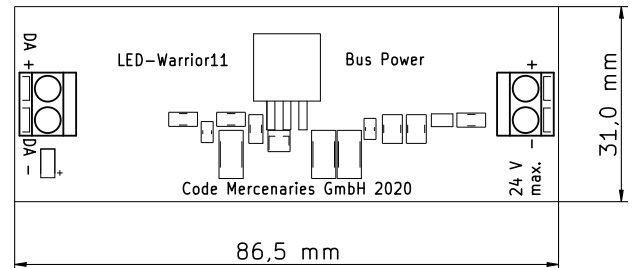 DA +
LED-Warrior11
Bus Power
+
DA -
-
24 V
max.
+
Code Mercenaries GmbH 2020
31,0 mm
86,5 mm